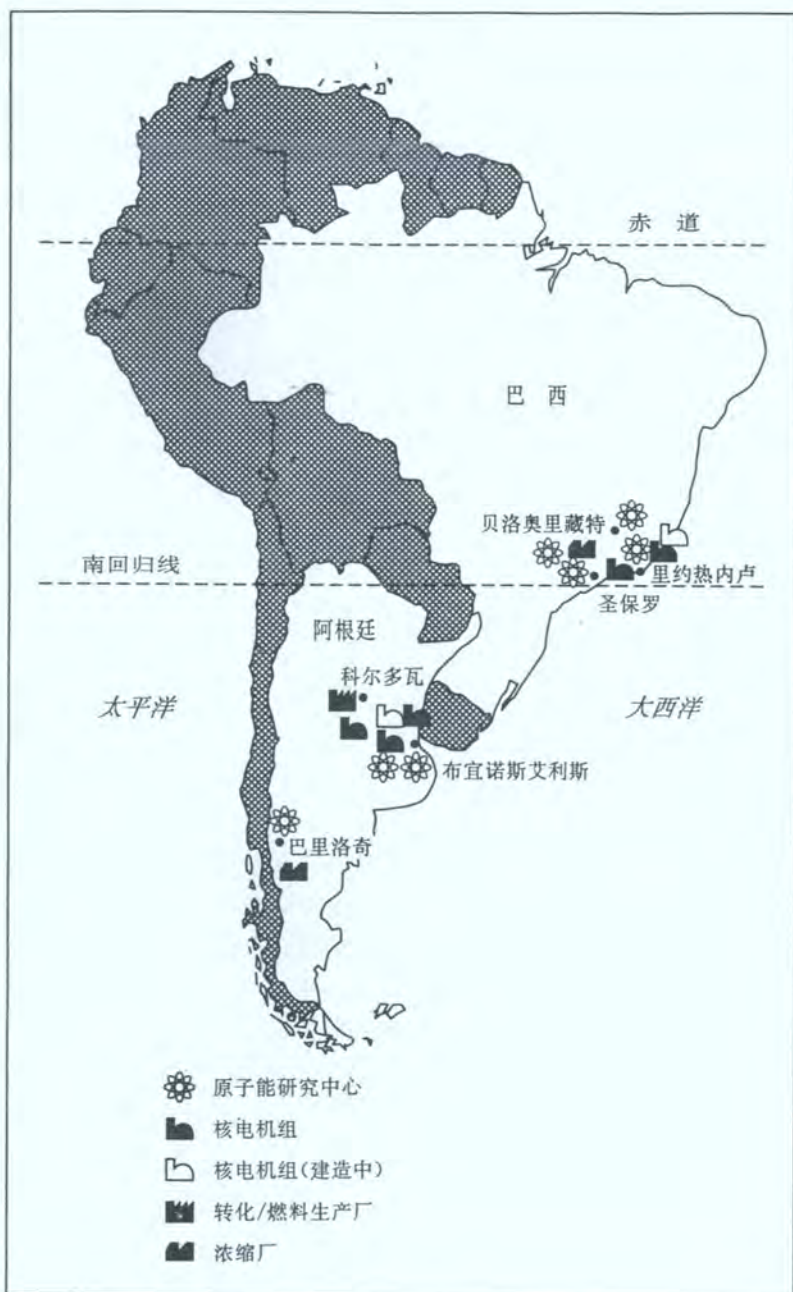 赤道
巴西
贝洛奥里藏特
南回归线
里约热内卢
圣保罗
阿根廷
科尔多瓦
太平洋
大西洋
布宜诺斯艾利斯
巴里洛奇
原子能研究中心
核电机组
核电机组(建造中)
转化/燃料生产厂
浓缩厂